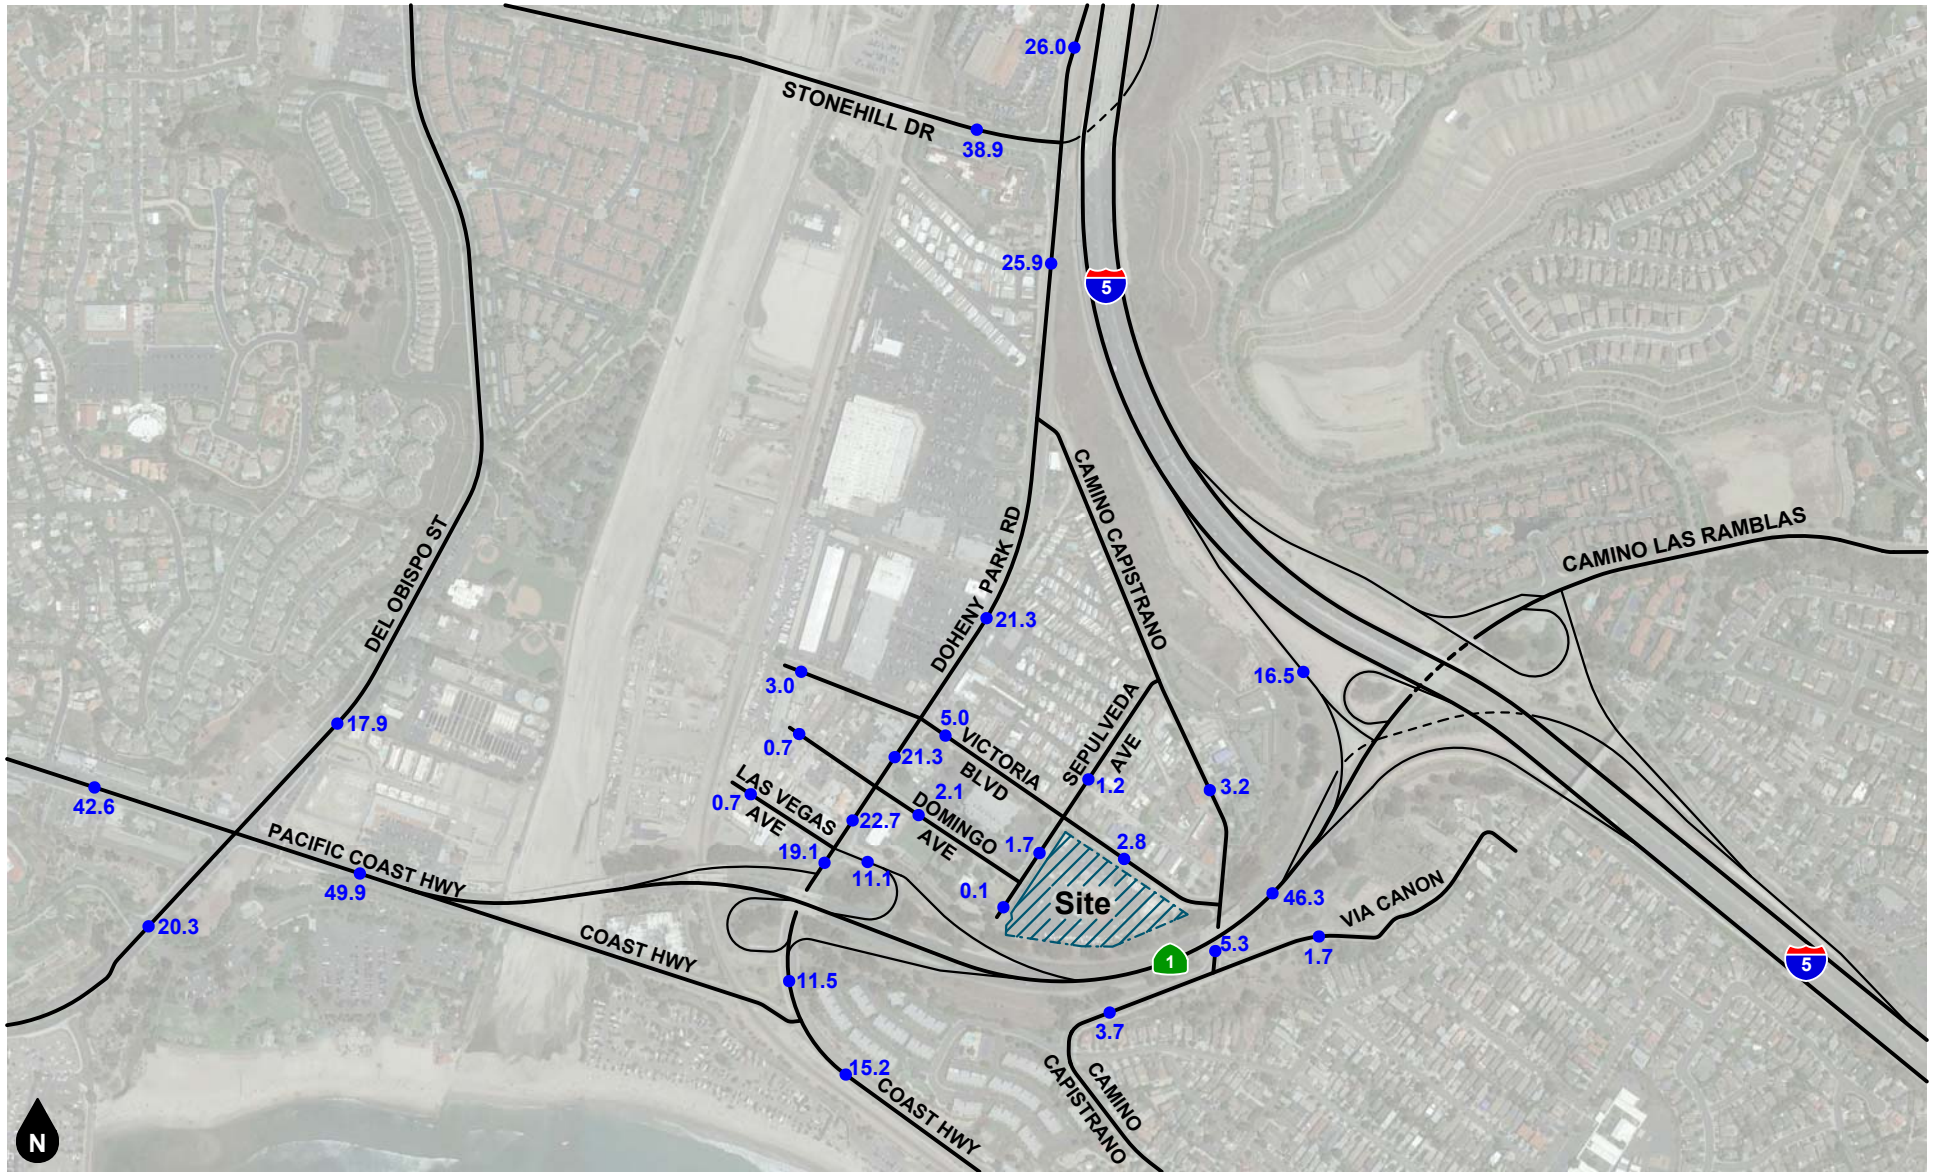 26.0
STONEHILL DR
38.9
25.9
5
CAMINO CAPISTRANO
DOHENY PARK RD
CAMINO LAS RAMBLAS
DEL OBISPO ST
21.3
16.5
3.0
17.9
5.0
0.7
21.3
VICTORIA
BLVD
SEPULVEDA
AVE
1.2
3.2
42.6
0.7
LAS VEGAS
AVE
2.1
DOMINGO
AVE
22.7
PACIFIC COAST HWY
19.1
11.1
1.7
2.8
49.9
0.1
Site
46.3
VIA CANON
20.3
COAST HWY
5.3
1.7
1
5
11.5
3.7
15.2
COAST HWY
CAMINO
CAPISTRANO
N